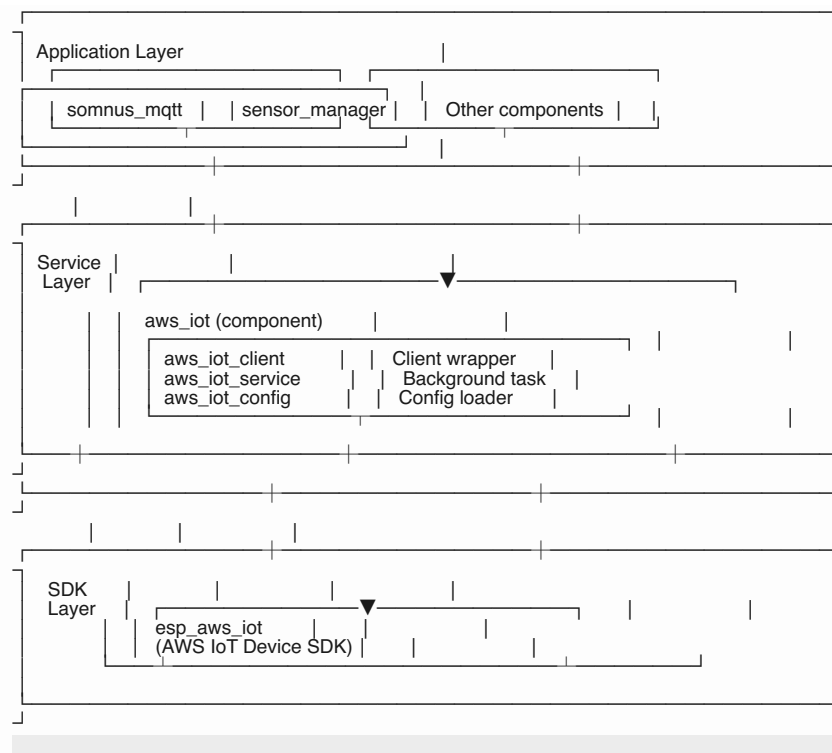 Application Layer
somnus_mqtt | | sensor_manager | | Other components | |
Service |
Layer |
aws_iot (component)
aws_iot_client | | Client wrapper |
aws_iot_service | | Background task |
aws_iot_config | | Config loader |
SDK
Layer
esp_aws_iot
(AWS IoT Device SDK)